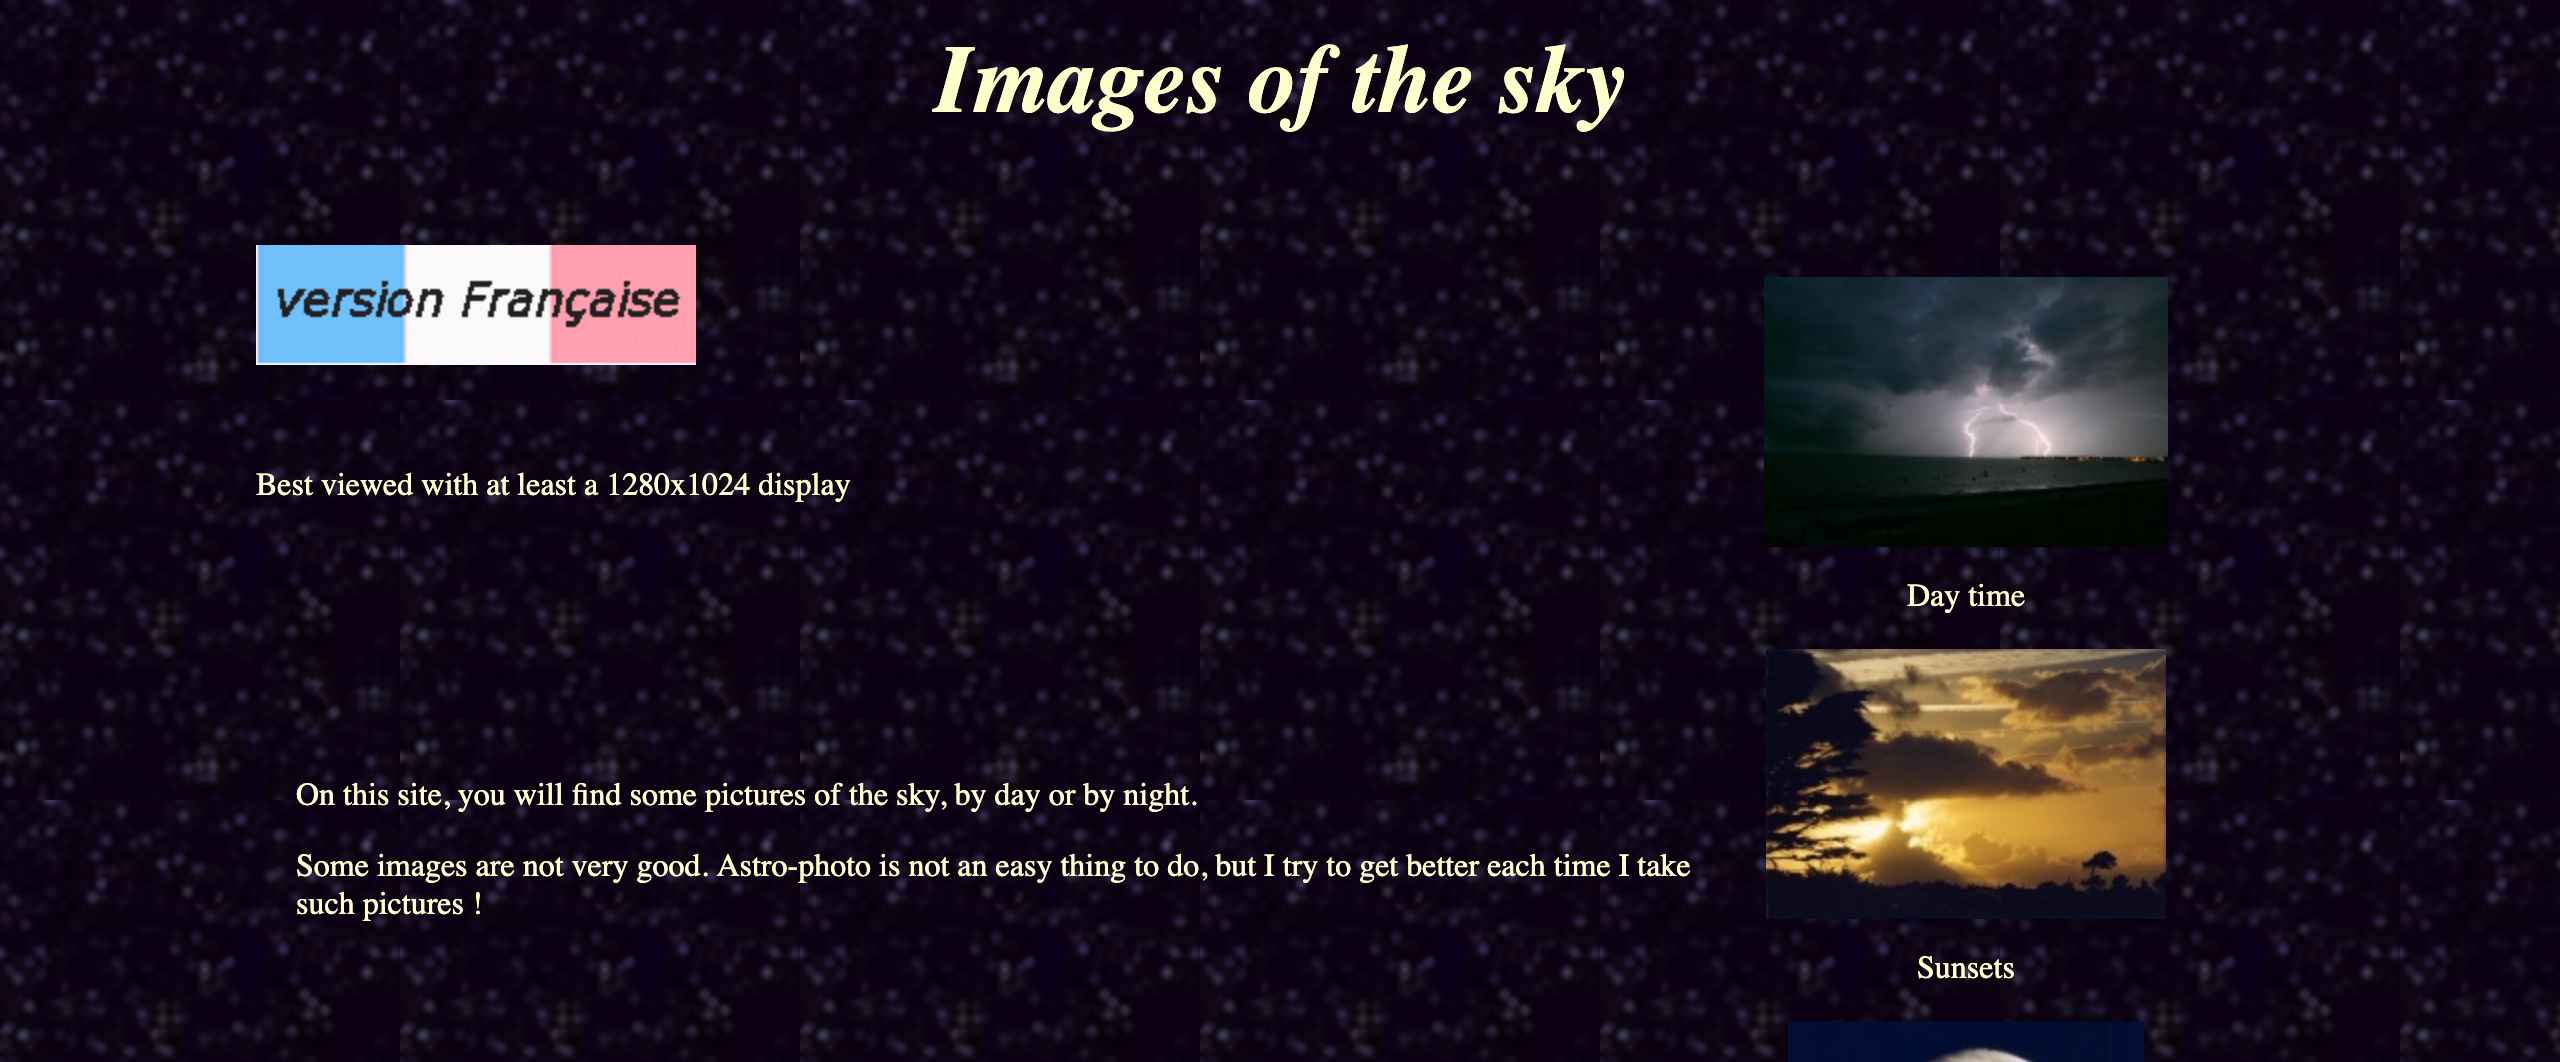 Images of the sky
version Française
Best viewed with at least a 1280x1024 display
Day time
On this site, you will find some pictures of the sky, by day or by night.
Some images are not very good. Astro-photo is not an easy thing to do, but I try to get better each time I take
such pictures !
Sunsets